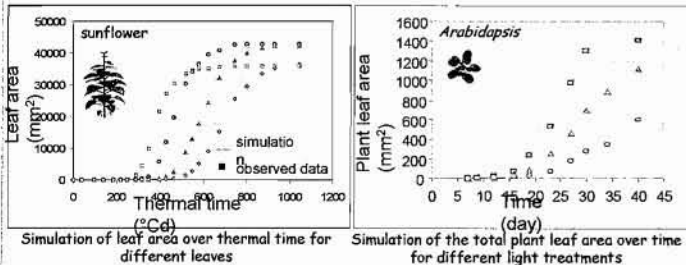 sunflower
50000
40000
30000
20000
10000
0
Leaf area
(mm²)
simulatio
n
observed data
0 200 400 600 800 1000 1200
Thermal time
(°Cd)
Simulation of leaf area over thermal time for
different leaves
Arabidapsis
1600
1400
1200
1000
800
600
400
200
0
Plant leaf area
(mm²)
0 5 10 15 20 25 30 35 40 45
Time
(day)
Simulation of the total plant leaf area over time
for different light treatments